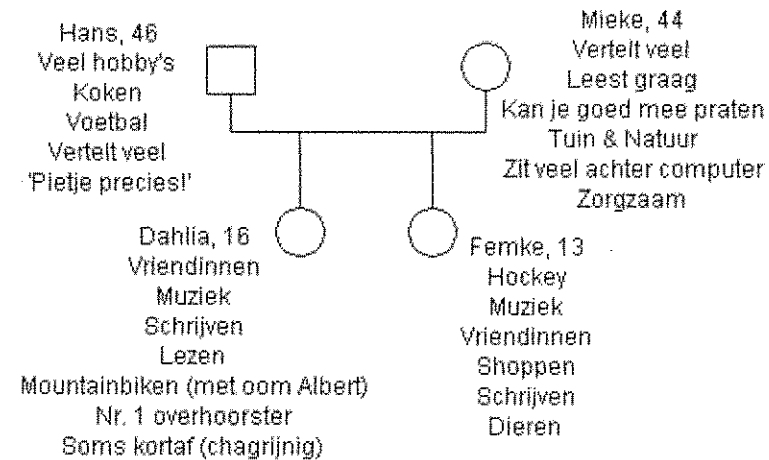 Hans, 46
Veel hobby's
Koken
Voetbal
Vertelt veel
'Pietje precies!'
Mieke, 44
Vertelt veel
Leest graag
Kan je goed mee praten
Tuin & Natuur
Zit veel achter computer
Zorgzaam
Dahlia, 16
Vriendinnen
Muziek
Schrijven
Lezen
Mountainbiken (met oom Albert)
Nr. 1 overhoorster
Soms kortaf (chagrijnig)
Femke, 13
Hockey
Muziek
Vriendinnen
Shoppen
Schrijven
Dieren